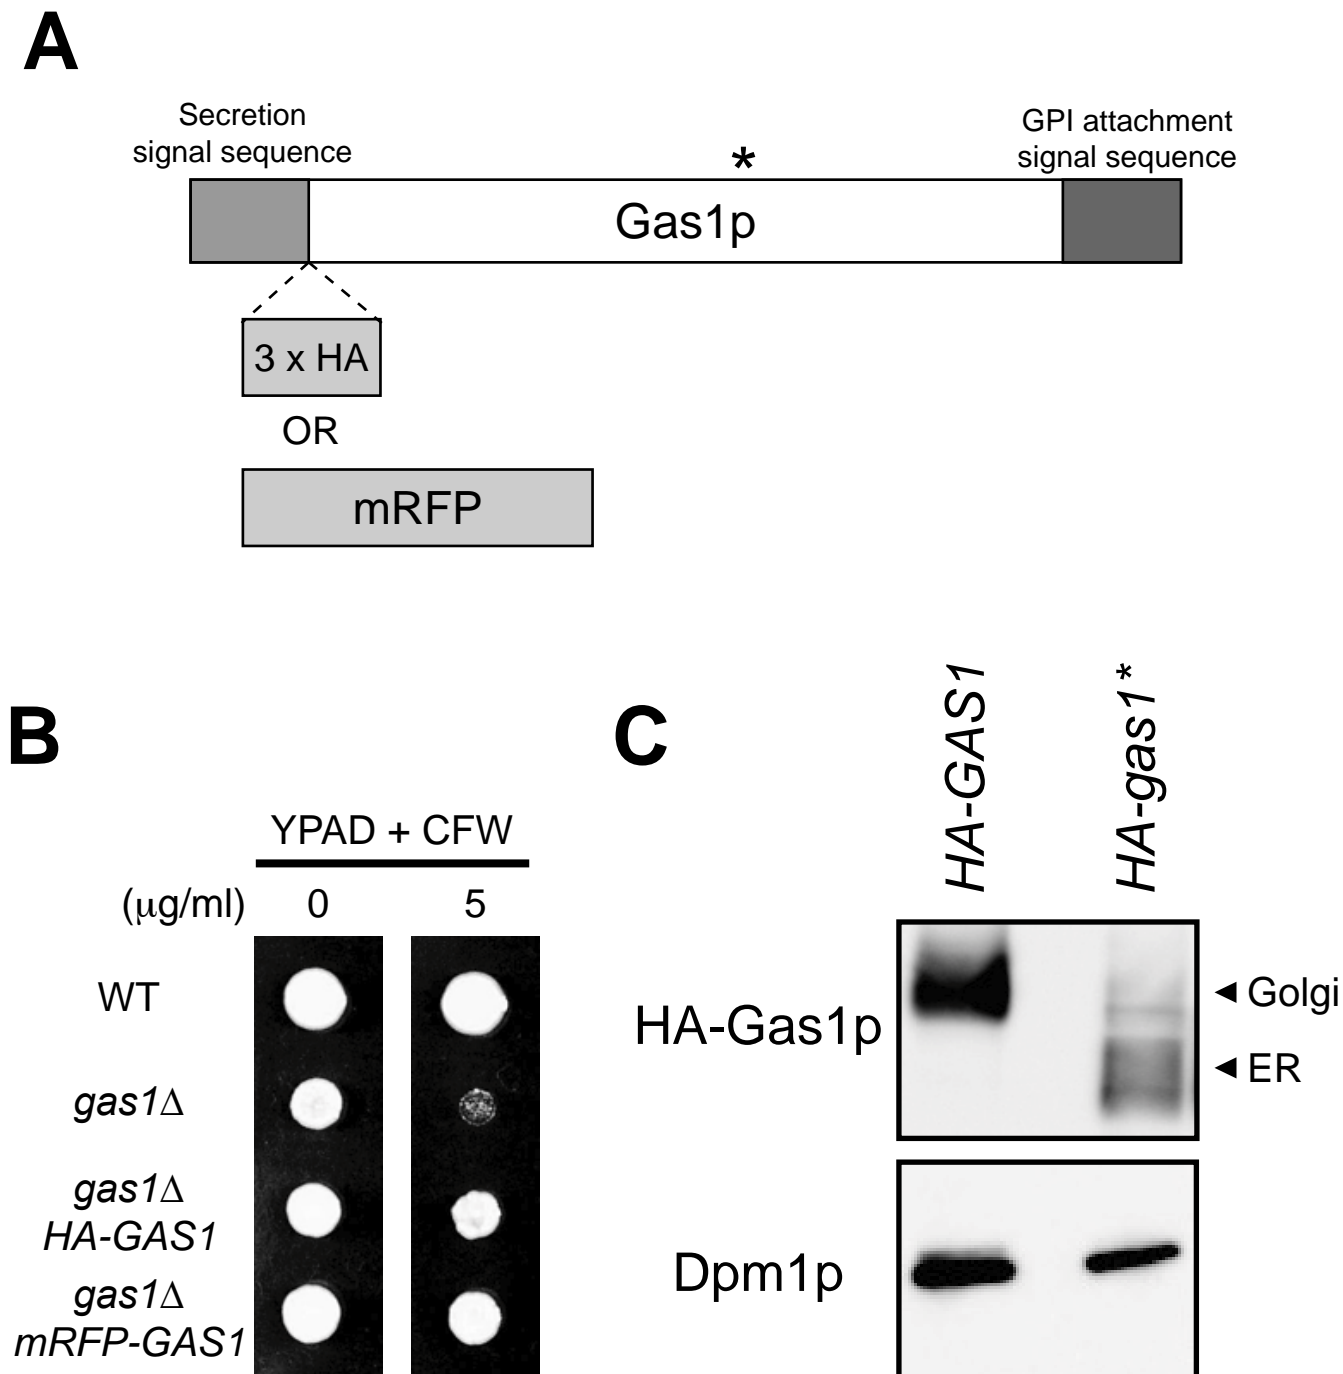 A
Secretion
signal sequence
*
GPI attachment
signal sequence
Gas1p
3 x HA
OR
mRFP
B
YPAD + CFW
(μg/ml) 0 5
WT
gas1Δ
gas1Δ
HA-GAS1
gas1Δ
mRFP-GAS1
C
HA-GAS1
HA-gas1*
HA-Gas1p
Golgi
ER
Dpm1p